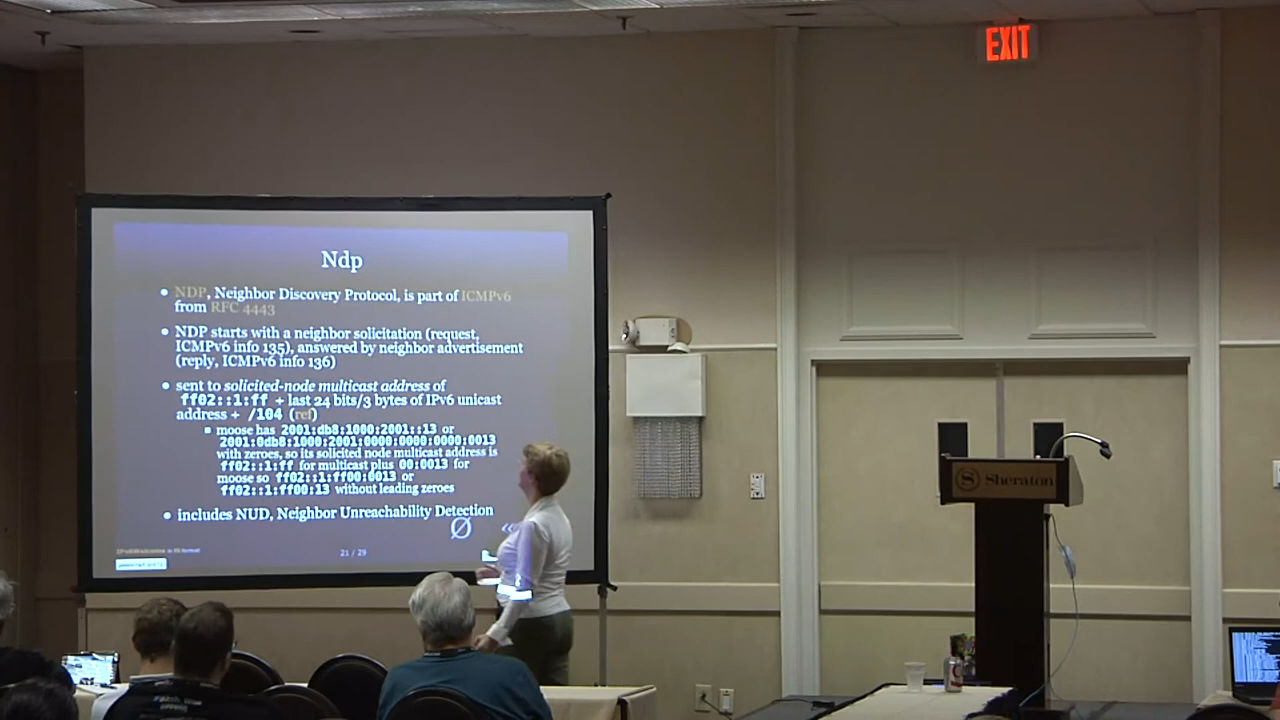 EXIT
Ndp
NDP, Neighbor Discovery Protocol, is part of ICMPv6
from RFC 4443
NDP starts with a neighbor solicitation (request,
ICMPv6 info 135), answered by neighbor advertisement
(reply, ICMPv6 info 136)
sent to solicited-node multicast address of
ff02::1:ff + last 24 bits/3 bytes of IPv6 unicast
address + /104 (ref)
moose has 2001:db8:1000:2001::13 or
2001:0db8:1000:2001:0000:0000:0000:0013
with zeroes, so its solicited node multicast address is
ff02::1:ff for multicast plus 00:0013 for
moose so ff02::1:ff00:0013 or
ff02::1:ff00:13 without leading zeroes
includes NUD, Neighbor Unreachability Detection
Ø «
21 / 29
S Sheraton